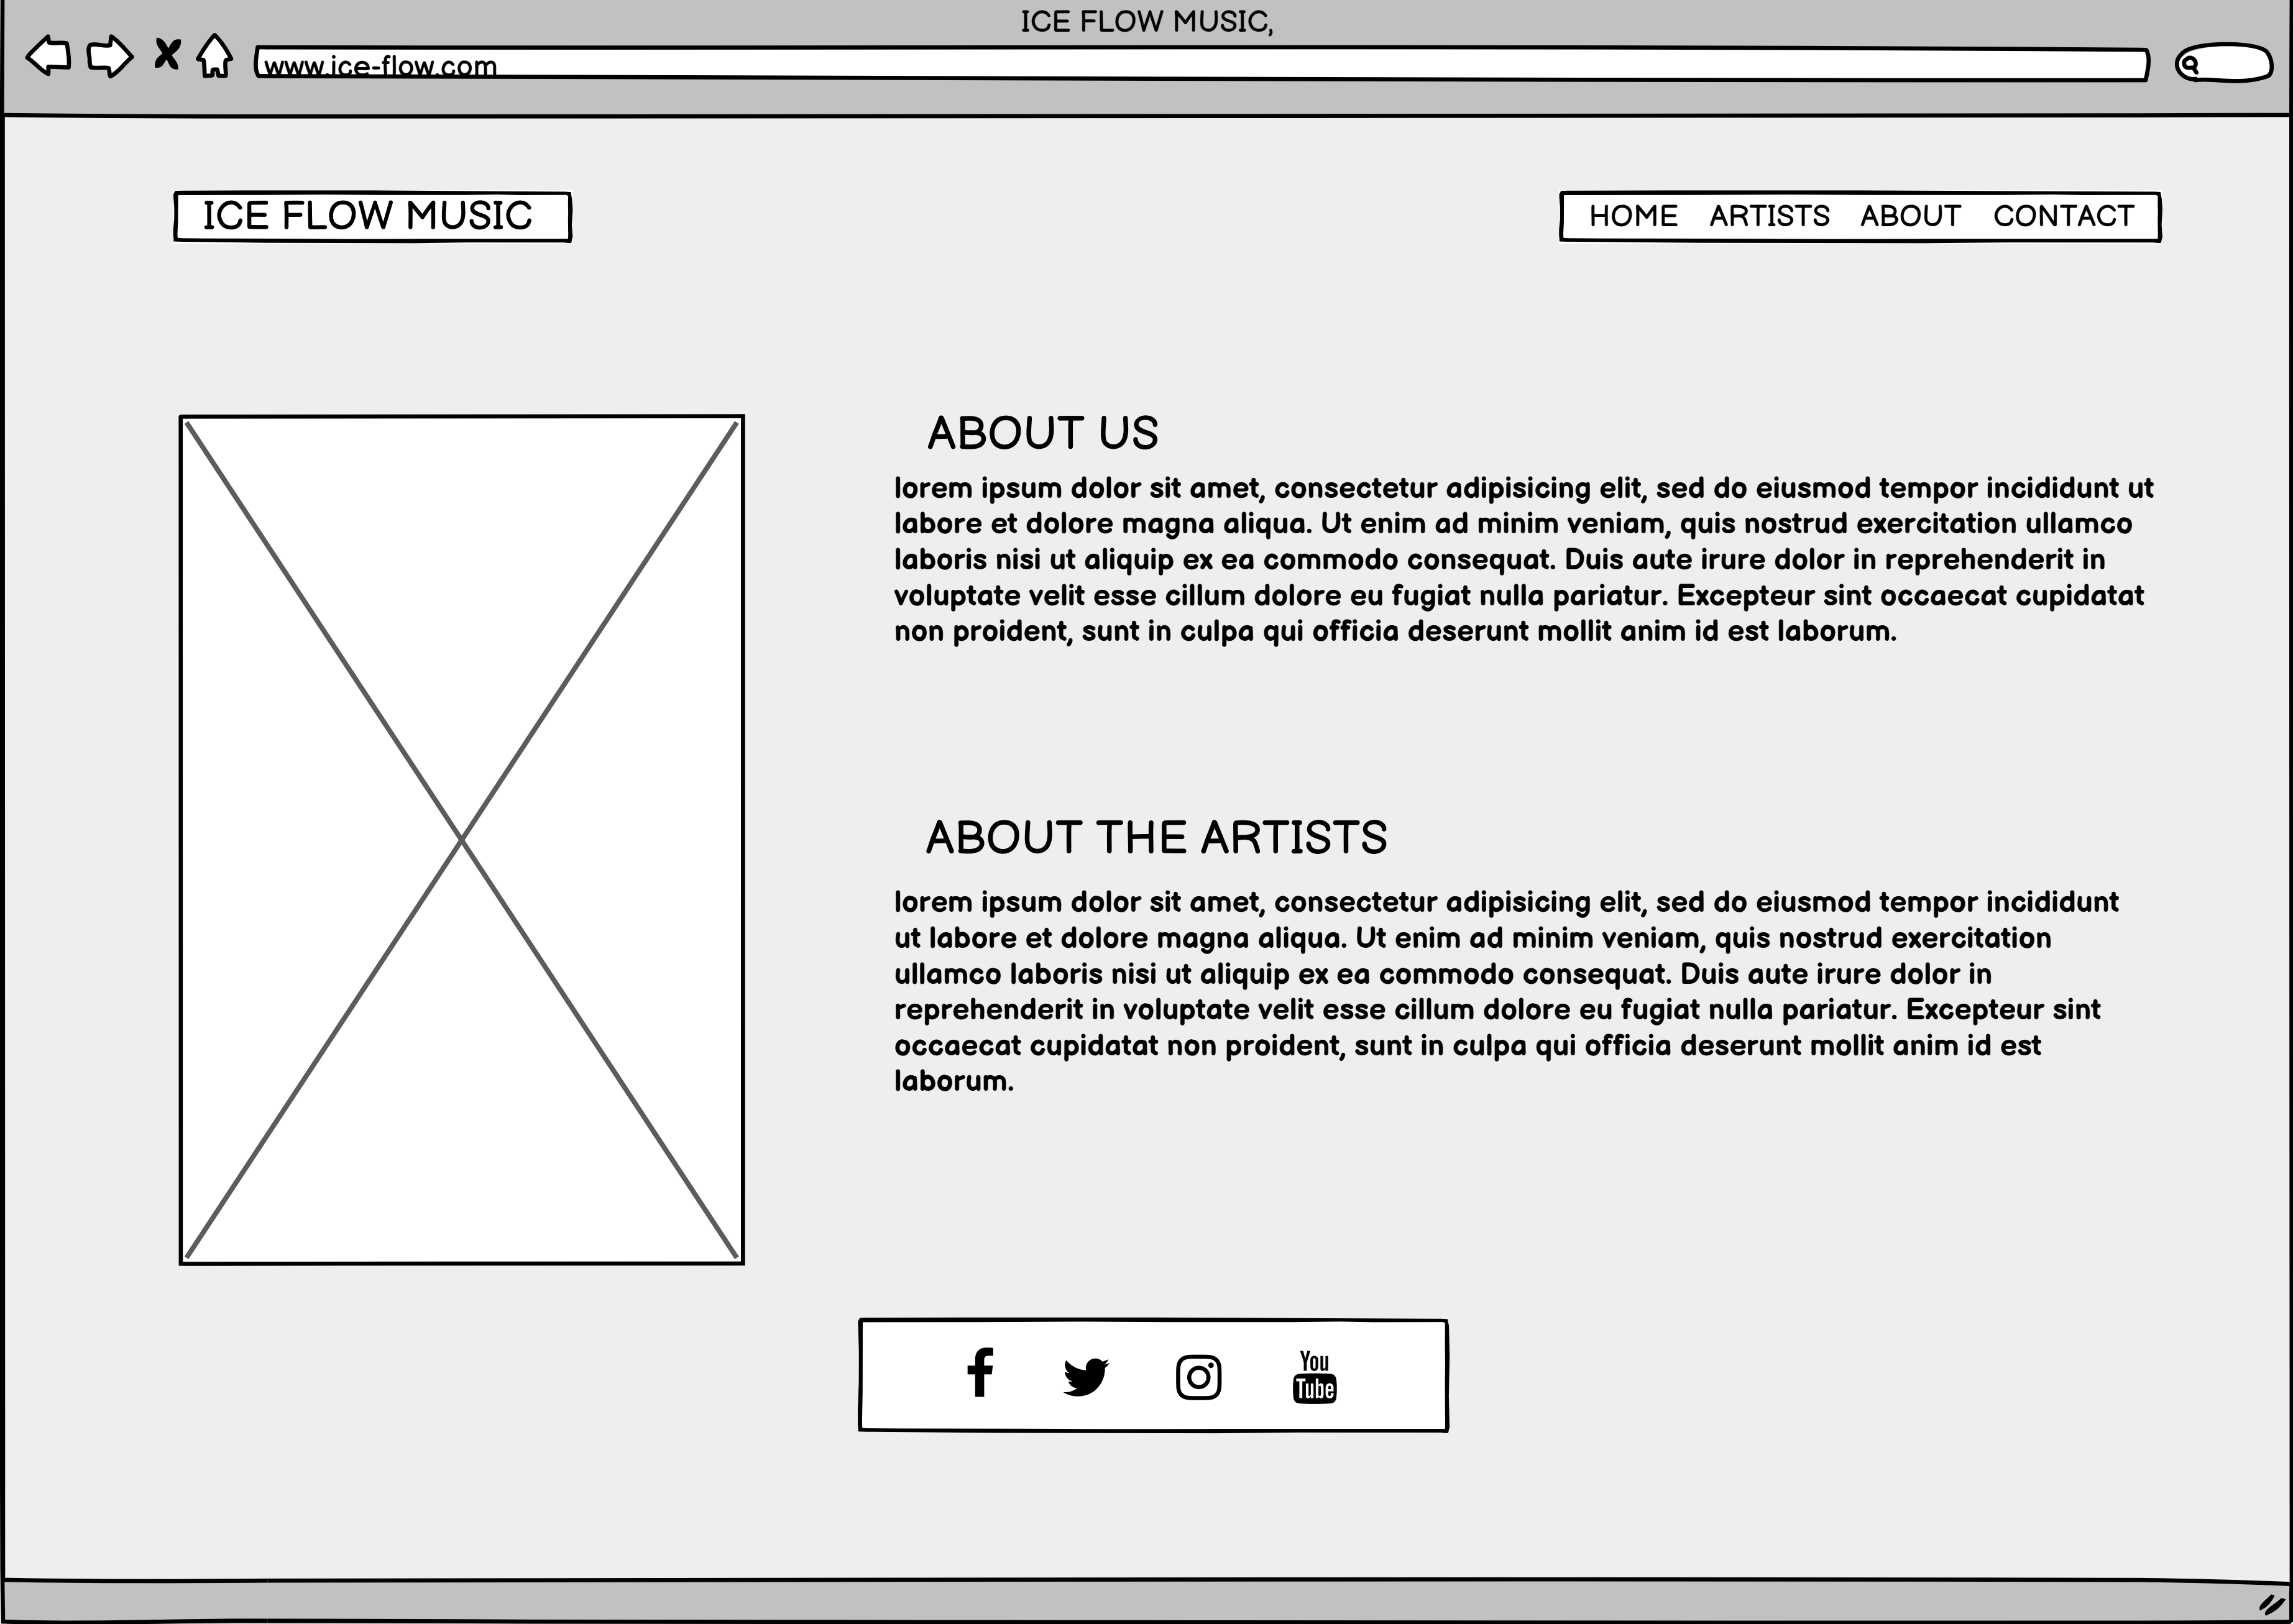 ICE FLOW MUSIC,
www.ice-flow.com
ICE FLOW MUSIC
HOME ARTISTS ABOUT CONTACT
ABOUT US
lorem ipsum dolor sit amet, consectetur adipisicing elit, sed do eiusmod tempor incididunt ut
labore et dolore magna aliqua. Ut enim ad minim veniam, quis nostrud exercitation ullamco
laboris nisi ut aliquip ex ea commodo consequat. Duis aute irure dolor in reprehenderit in
voluptate velit esse cillum dolore eu fugiat nulla pariatur. Excepteur sint occaecat cupidatat
non proident, sunt in culpa qui officia deserunt mollit anim id est laborum.
ABOUT THE ARTISTS
lorem ipsum dolor sit amet, consectetur adipisicing elit, sed do eiusmod tempor incididunt
ut labore et dolore magna aliqua. Ut enim ad minim veniam, quis nostrud exercitation
ullamco laboris nisi ut aliquip ex ea commodo consequat. Duis aute irure dolor in
reprehenderit in voluptate velit esse cillum dolore eu fugiat nulla pariatur. Excepteur sint
occaecat cupidatat non proident, sunt in culpa qui officia deserunt mollit anim id est
laborum.
You
Tube